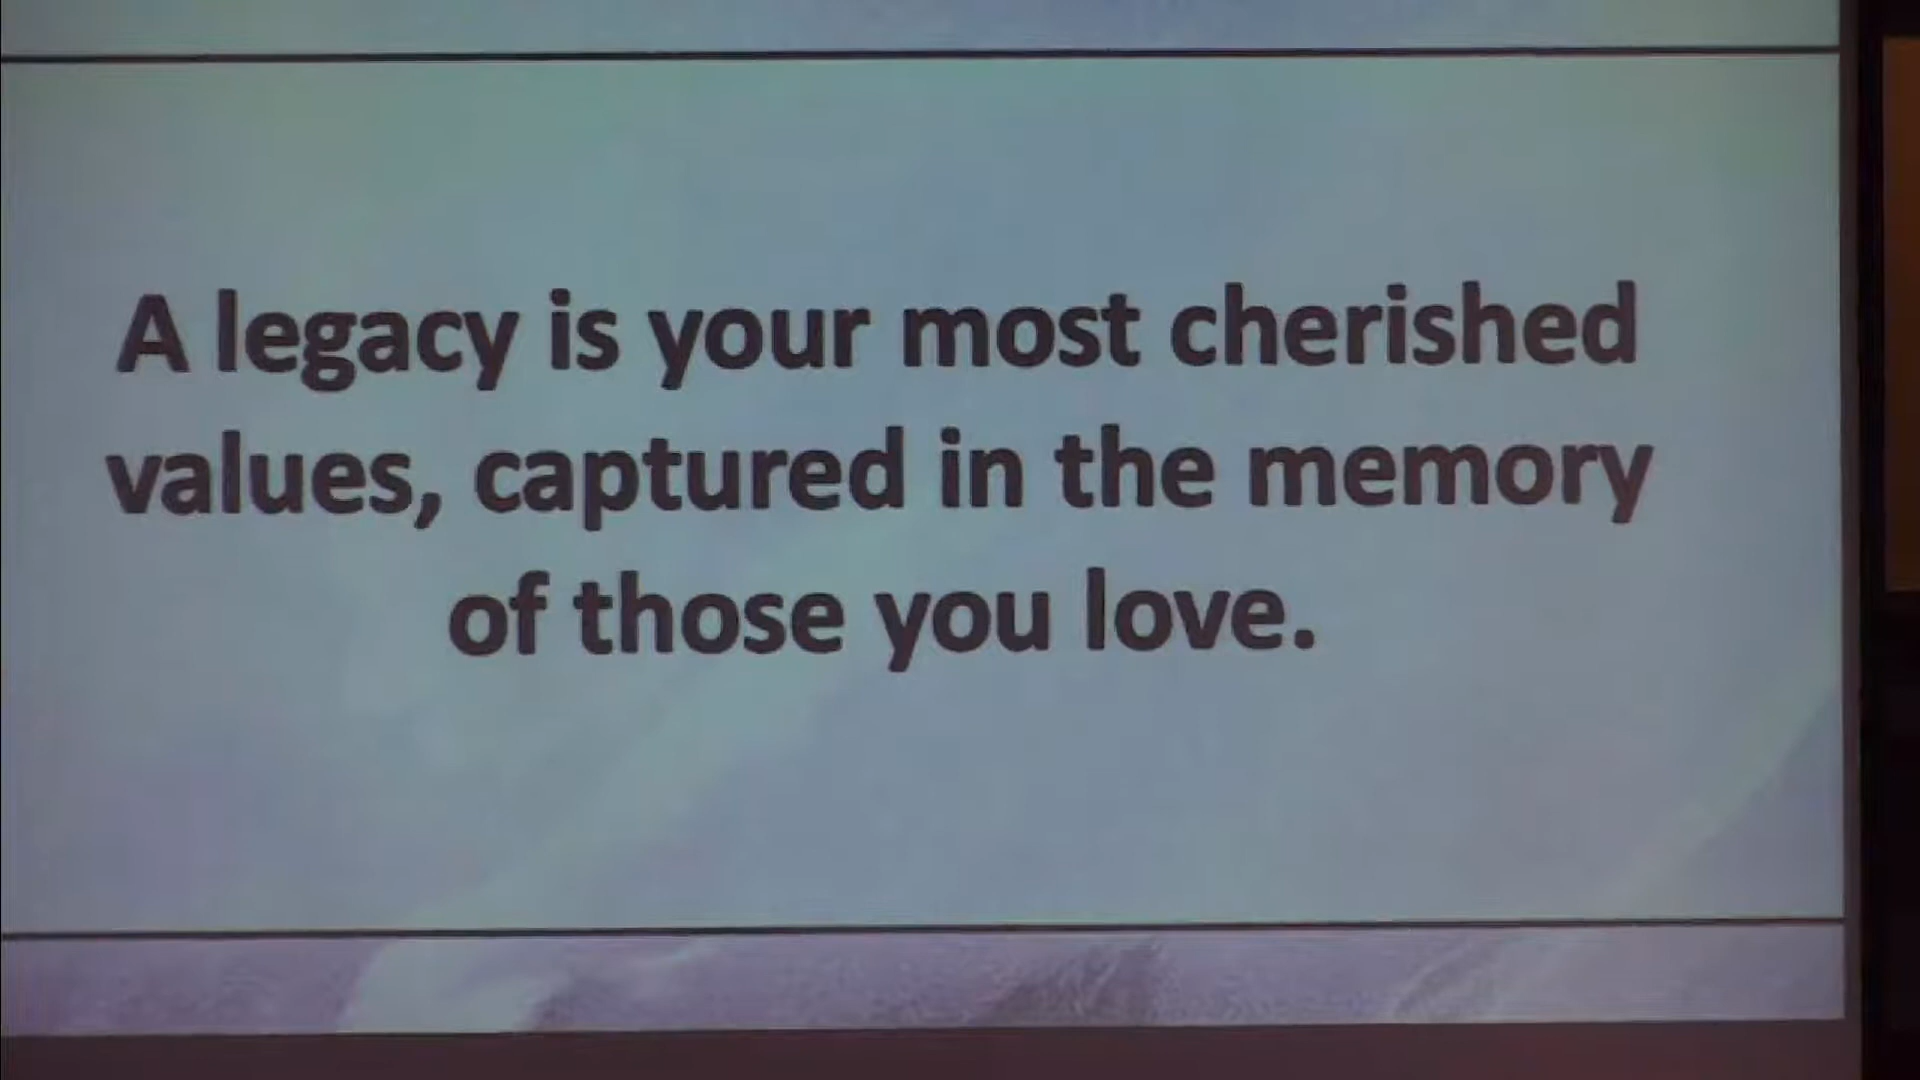 A legacy is your most cherished
values, captured in the memory
of those you love.